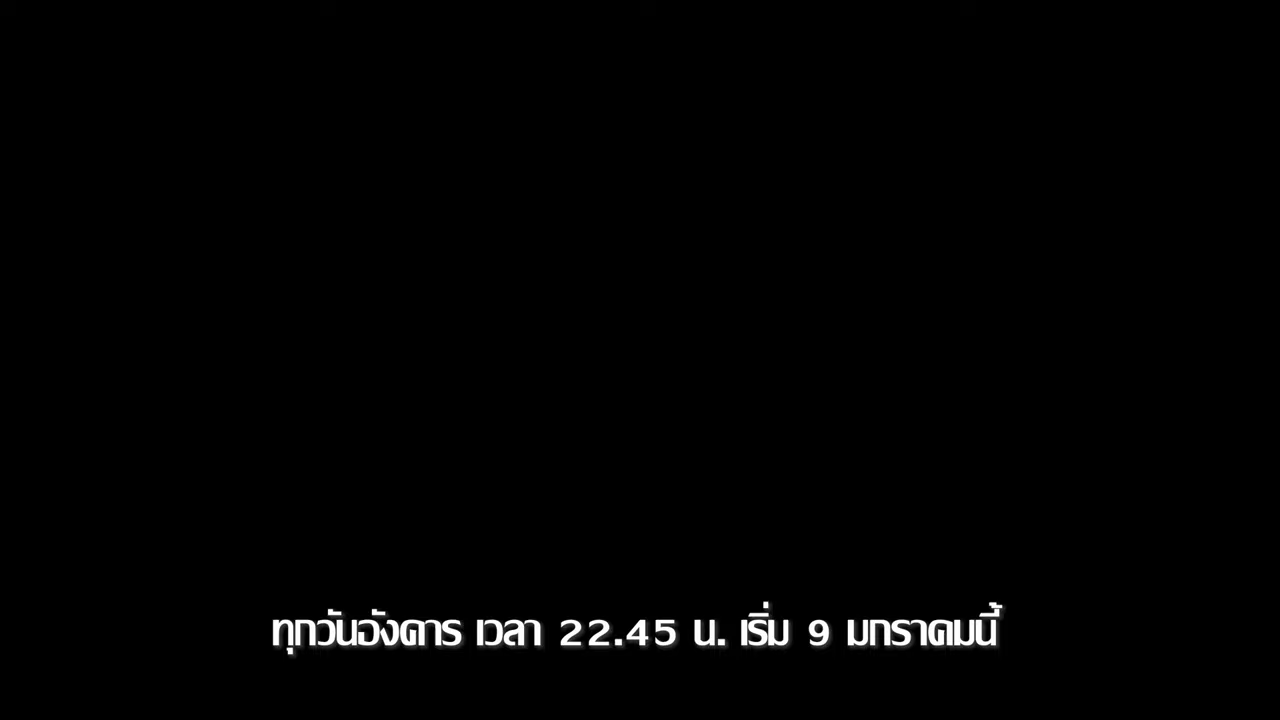 ทุกวันอังคาร เวลา 22.45 น. เริ่ม 9 มกราคมนี้